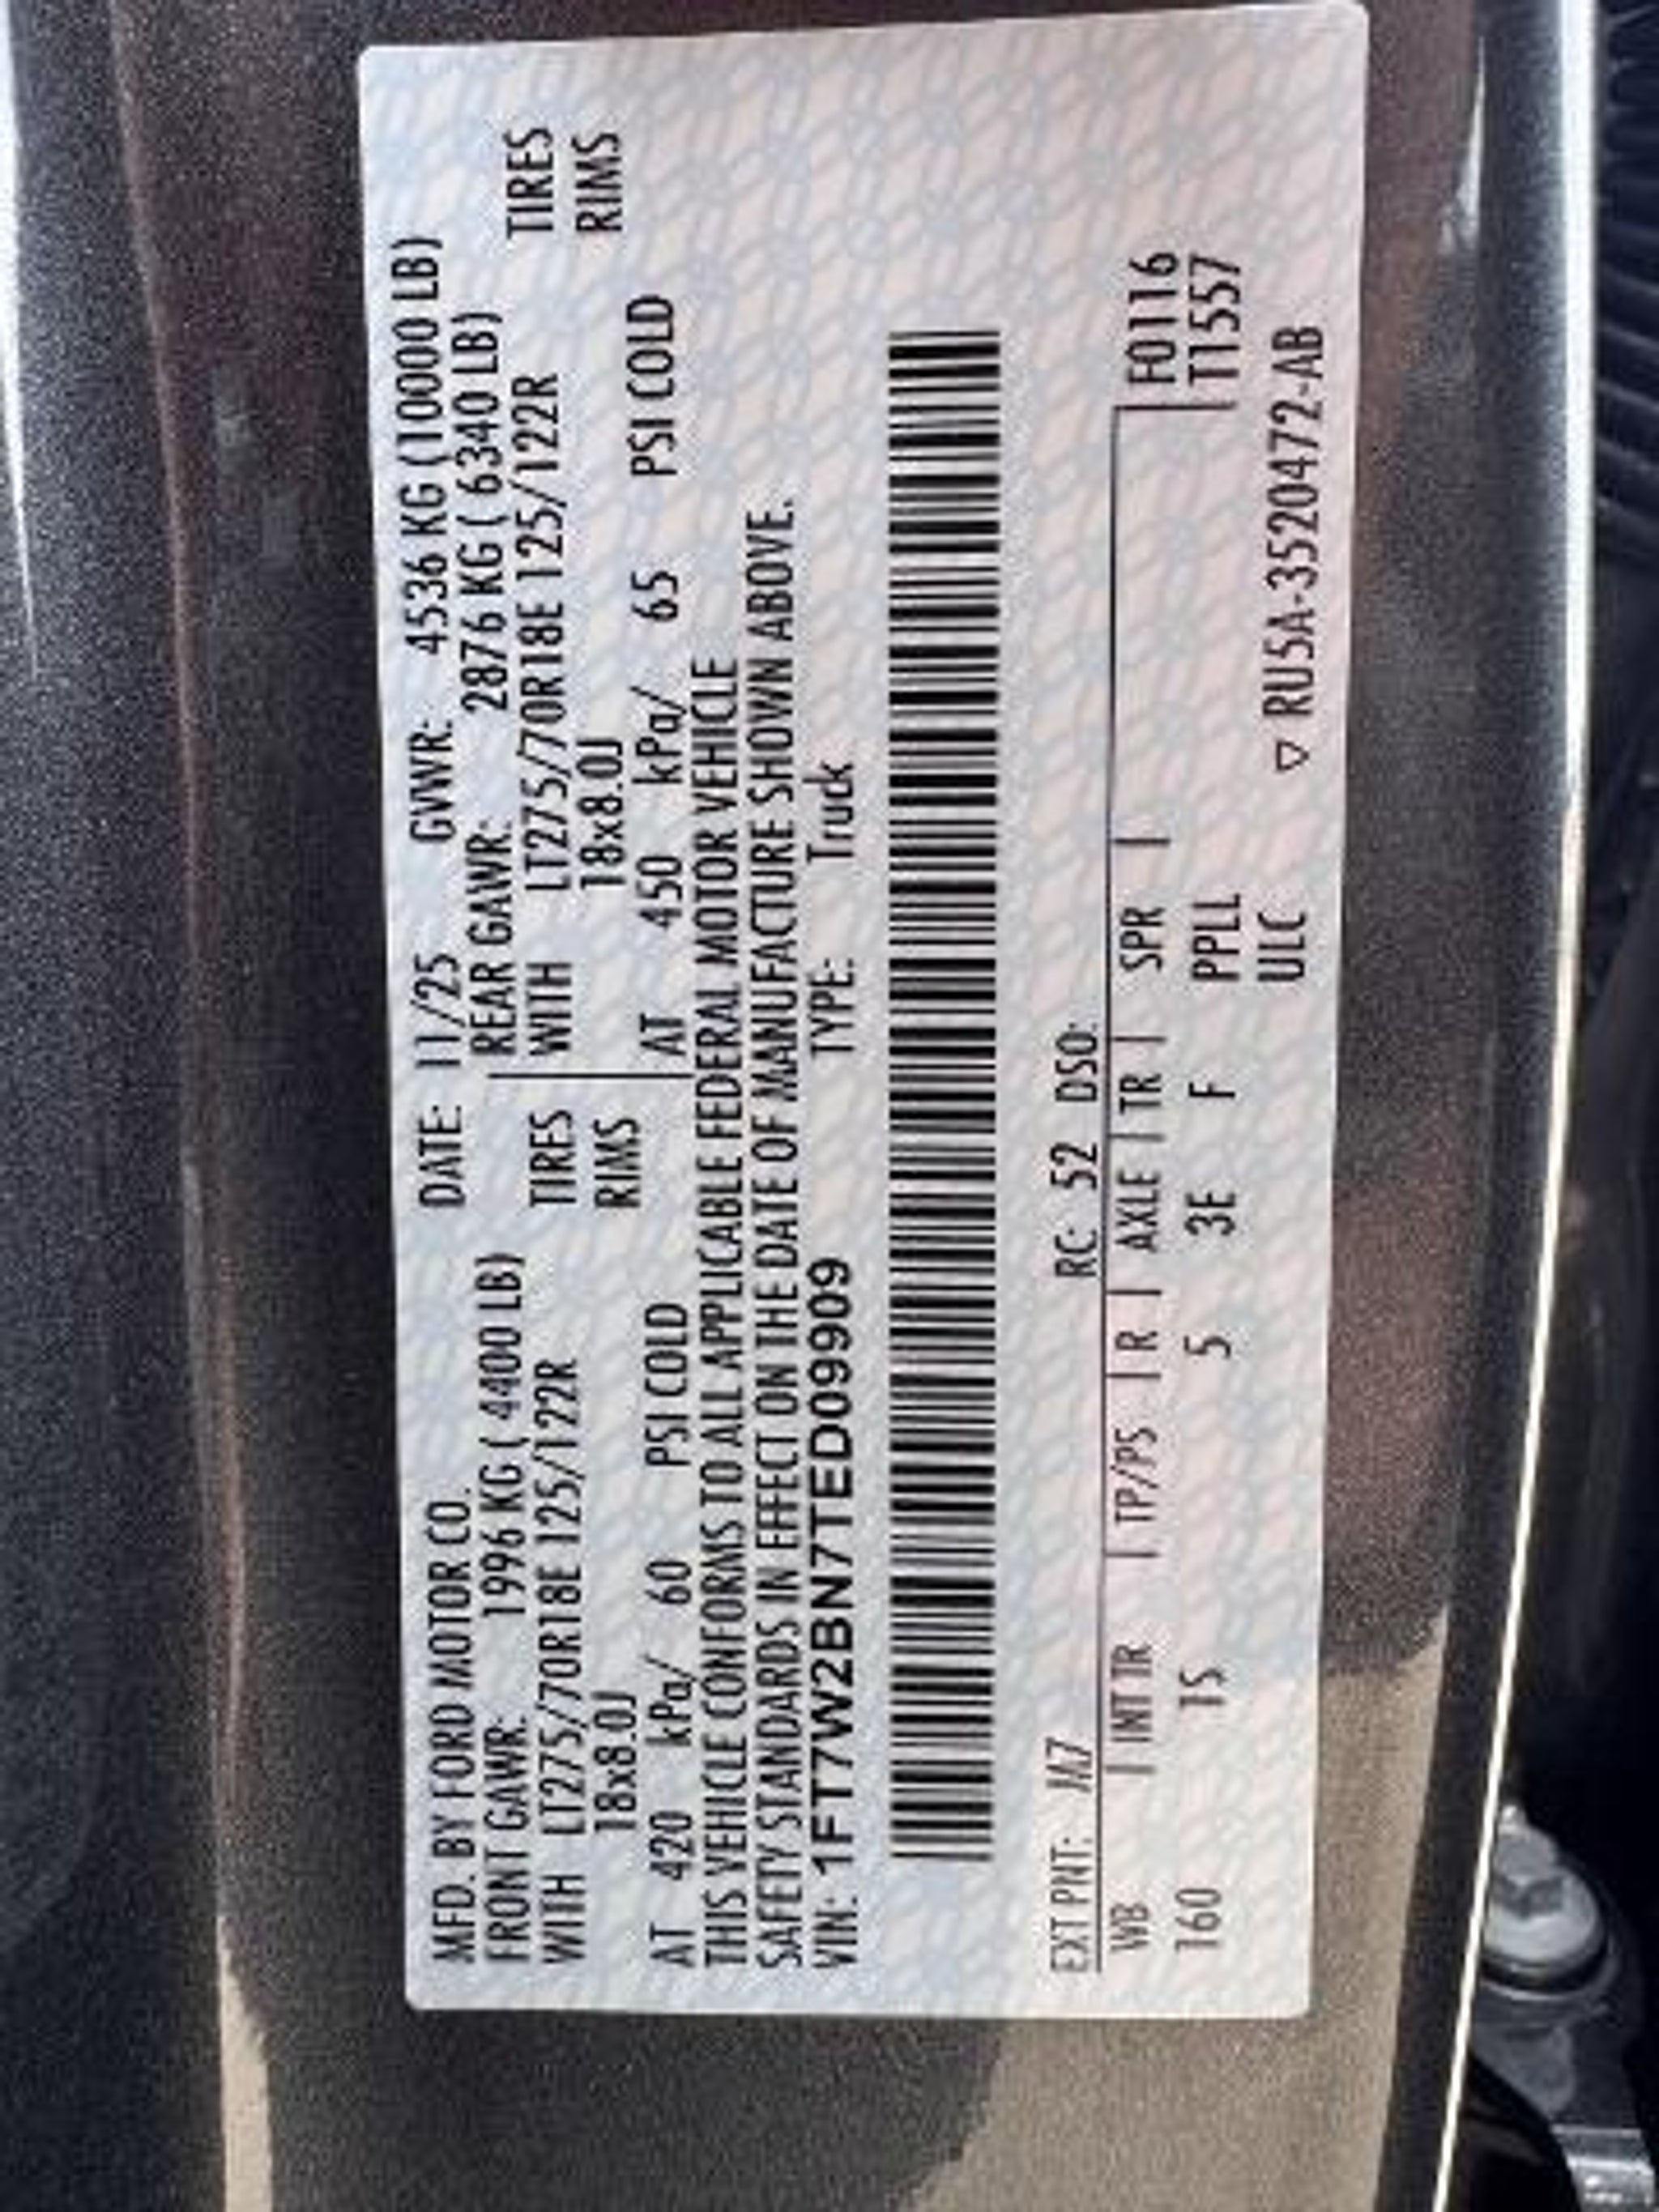 MFD. BY FORD MOTOR CO. DATE: 11/25 GVWR: 4536 KG (10000 LB)
FRONT GAWR: 1996 KG ( 4400 LB) REAR GAWR: 2876 KG ( 6340 LB)
WITH LT275/70R18E 125/122R TIRES WITH LT275/70R18E 125/122R TIRES
18x8.0J RIMS 18x8.0J RIMS
AT 420 kPa/ 60 PSI COLD AT 450 kPa/ 65 PSI COLD
THIS VEHICLE CONFORMS TO ALL APPLICABLE FEDERAL MOTOR VEHICLE
SAFETY STANDARDS IN EFFECT ON THE DATE OF MANUFACTURE SHOWN ABOVE.
VIN: 1FT7W2BN7TED09909 TYPE: Truck
EXT PNT: M7 RC: 52 DSO:
WB | INT TR | TP/PS | R | AXLE | TR | SPR | F0116
160 1S 5 3E F PPLL T1557
ULC ▽ RU5A-3520472-AB